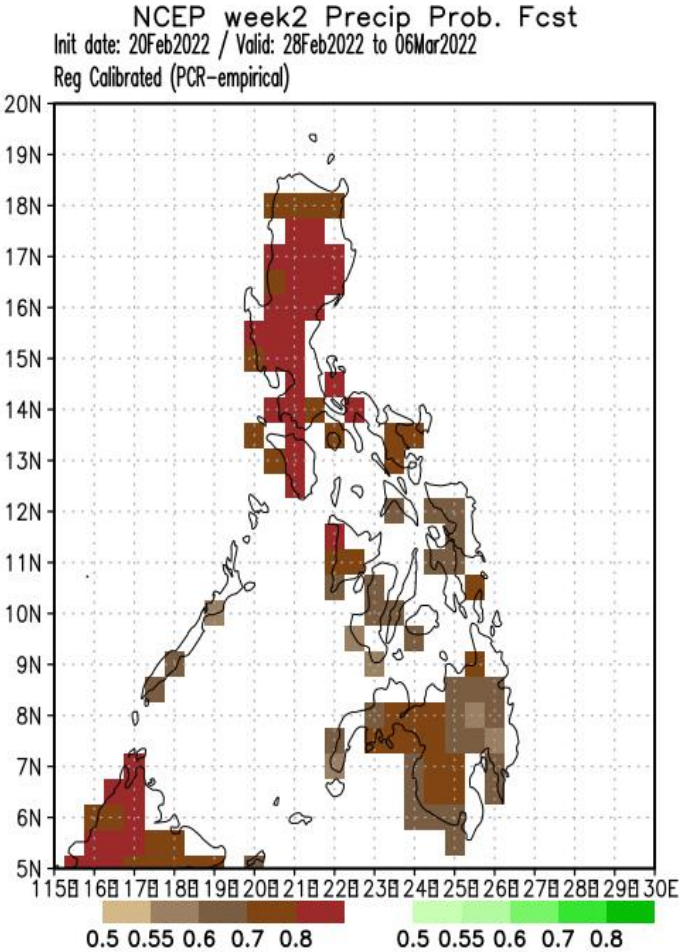 NCEP week2 Precip Prob. Fcst
Init date: 20Feb2022 / Valid: 28Feb2022 to 06Mar2022
Reg Calibrated (PCR-empirical)
20N
19N
18N
17N
16N
15N
14N
13N
12N
11N
10N
9N
8N
7N
6N
5N
115E 116E 117E 118E 119E 120E 121E 122E 123E 124E 125E 126E 127E 128E 129E 130E
0.5 0.55 0.6 0.7 0.8 0.5 0.55 0.6 0.7 0.8